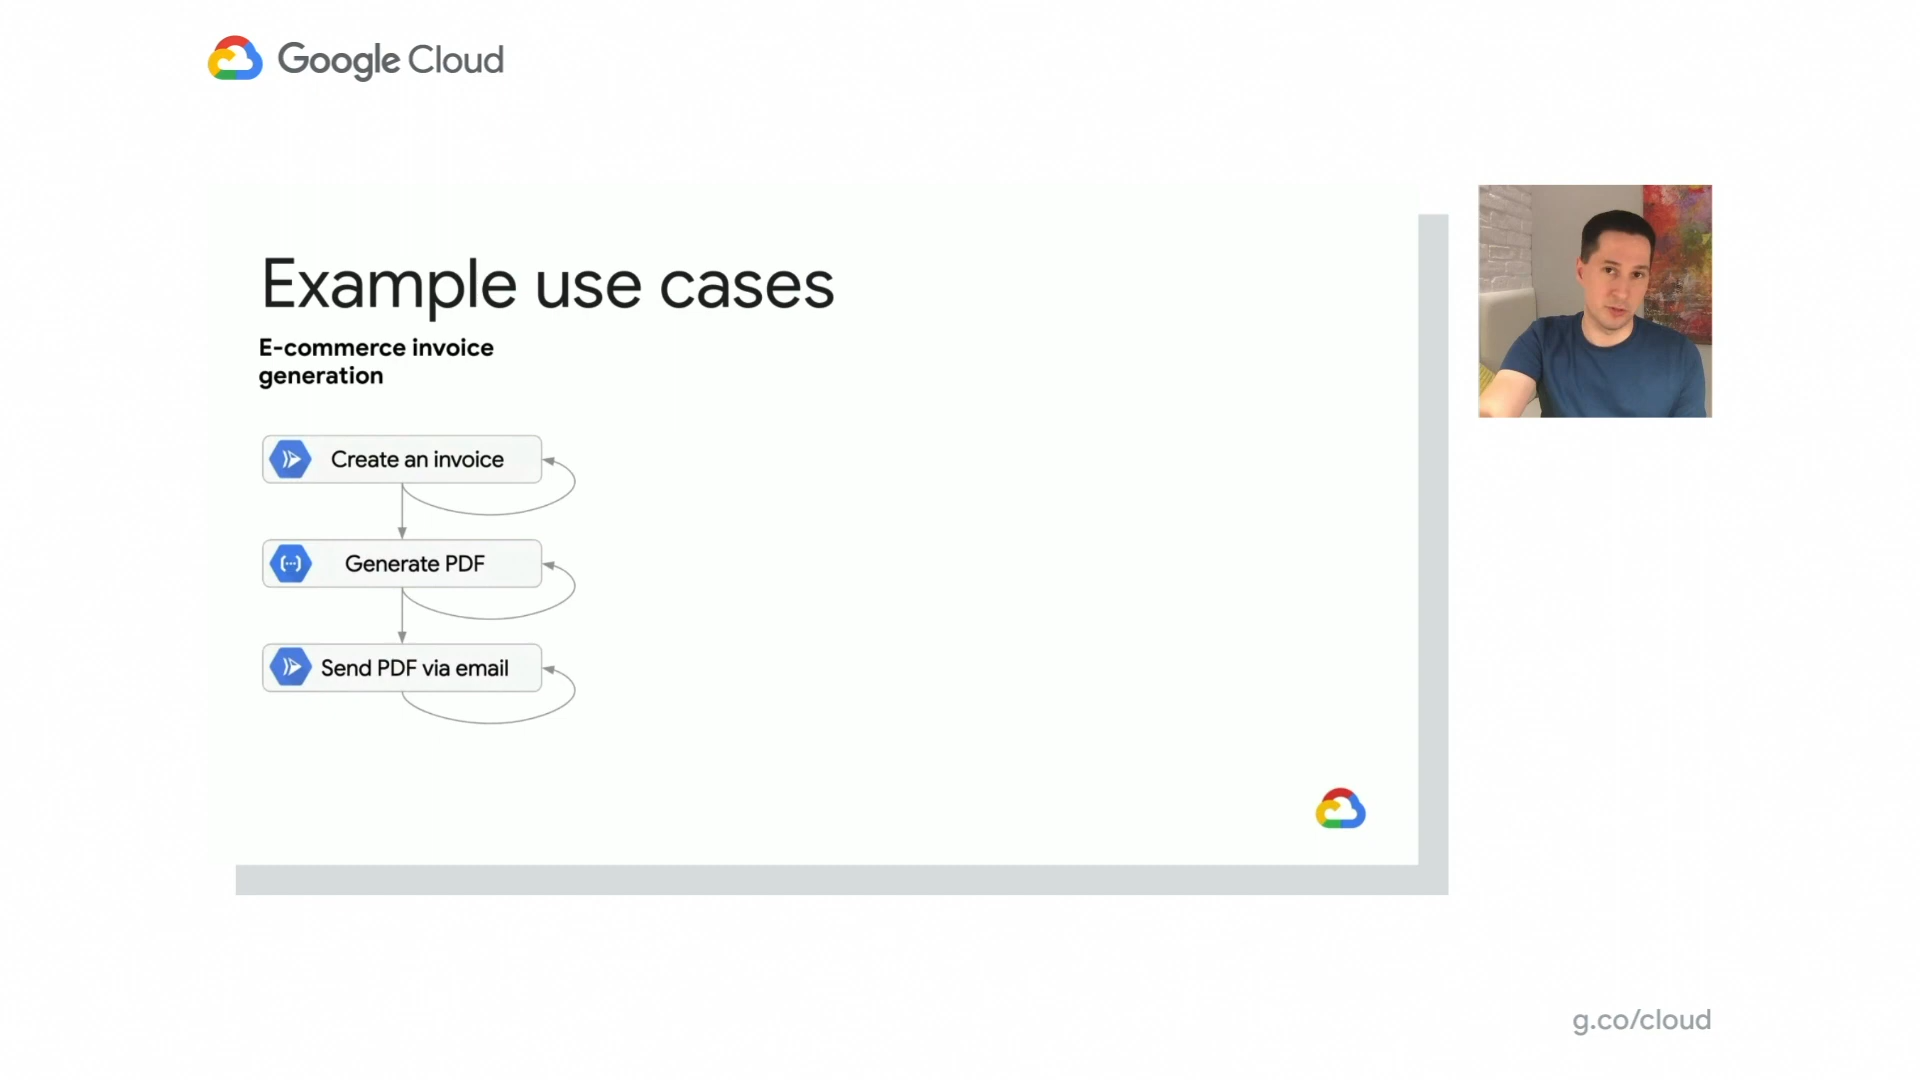 Google Cloud
Example use cases
E-commerce invoice
generation
Create an invoice
Generate PDF
Send PDF via email
g.co/cloud